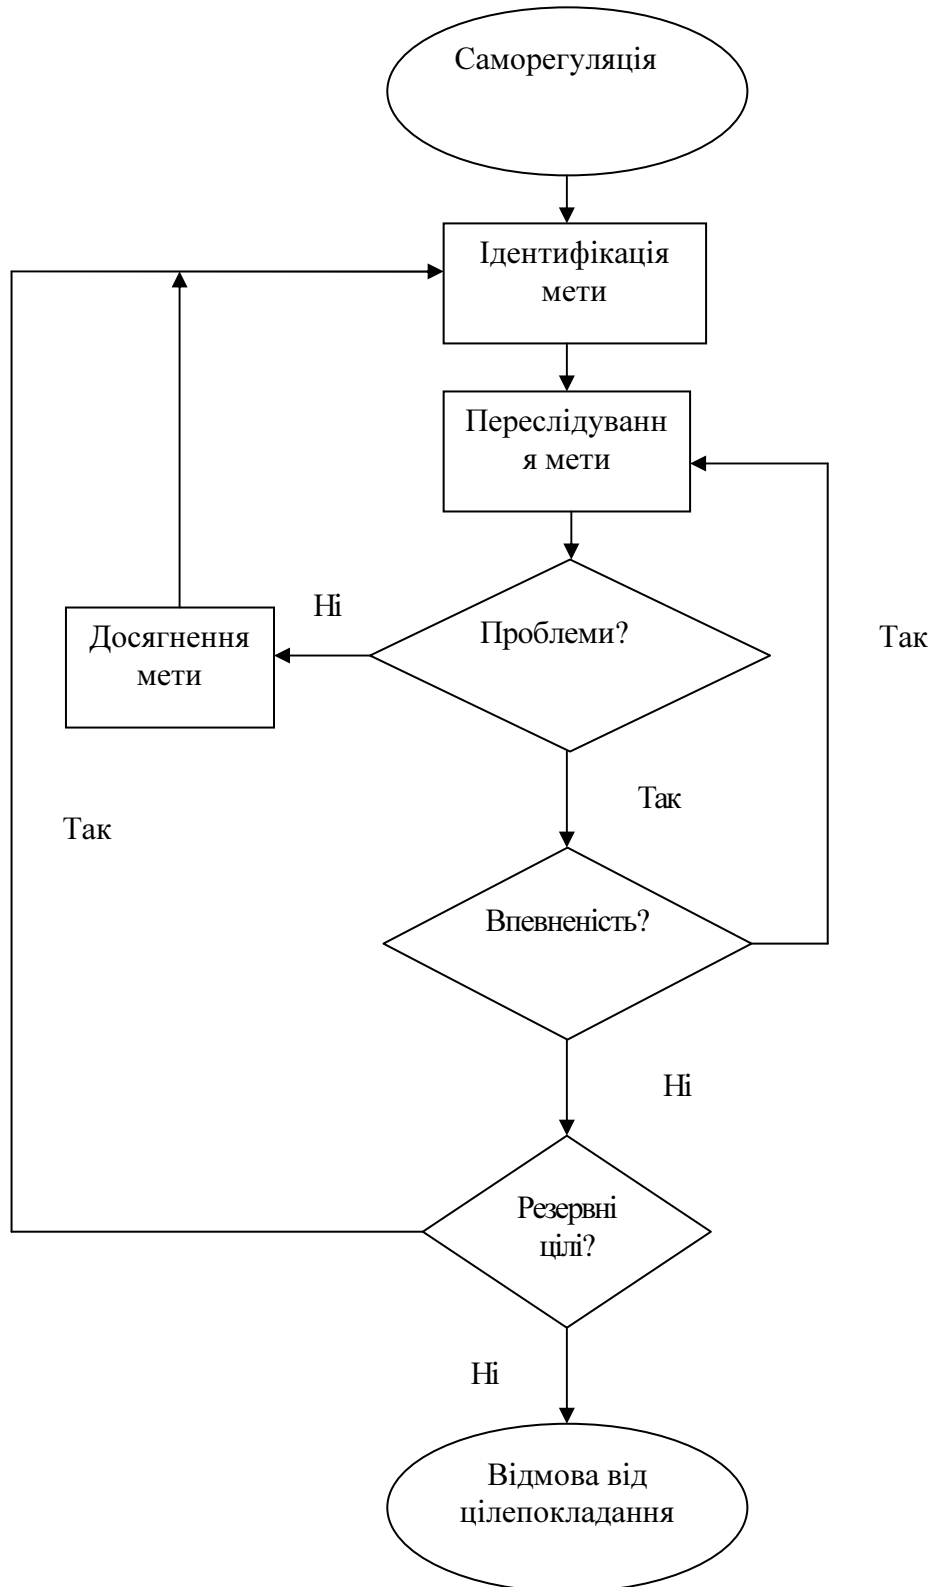 Саморегуляція
Ідентифікація
мети
Переслідуванн
я мети
Ні
Проблеми?
Так
Досягнення
мети
Так
Так
Впевненість?
Ні
Резервні
цілі?
Ні
Відмова від
цілепокладання